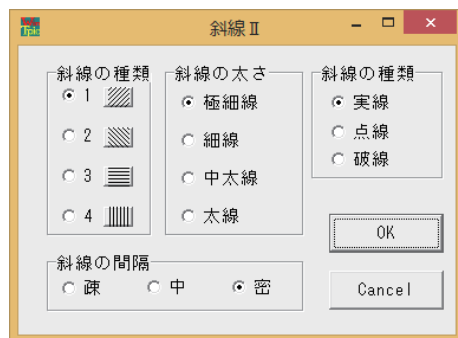 Tpic
斜線Ⅱ
斜線の種類
1
2
3
4
斜線の太さ
極細線
細線
中太線
太線
斜線の種類
実線
点線
破線
斜線の間隔
疎 中 密
OK
Cancel